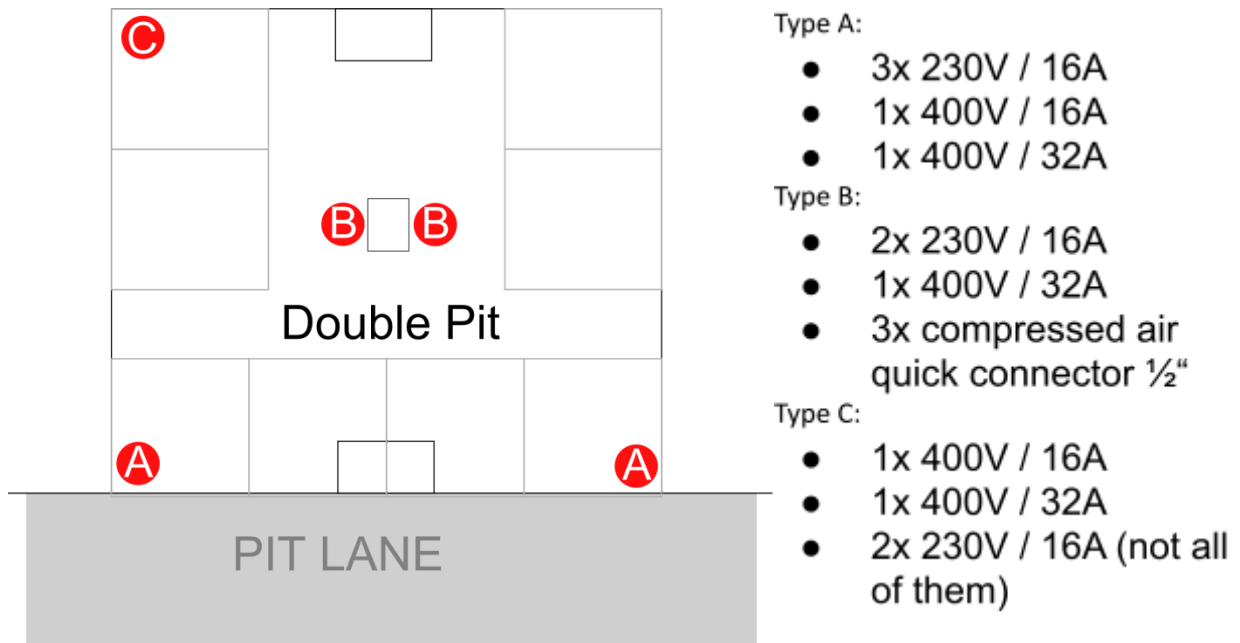 C
B B
Double Pit
A A
PIT LANE
Type A:
● 3x 230V / 16A
● 1x 400V / 16A
● 1x 400V / 32A
Type B:
● 2x 230V / 16A
● 1x 400V / 32A
● 3x compressed air
quick connector ½“
Type C:
● 1x 400V / 16A
● 1x 400V / 32A
● 2x 230V / 16A (not all
of them)